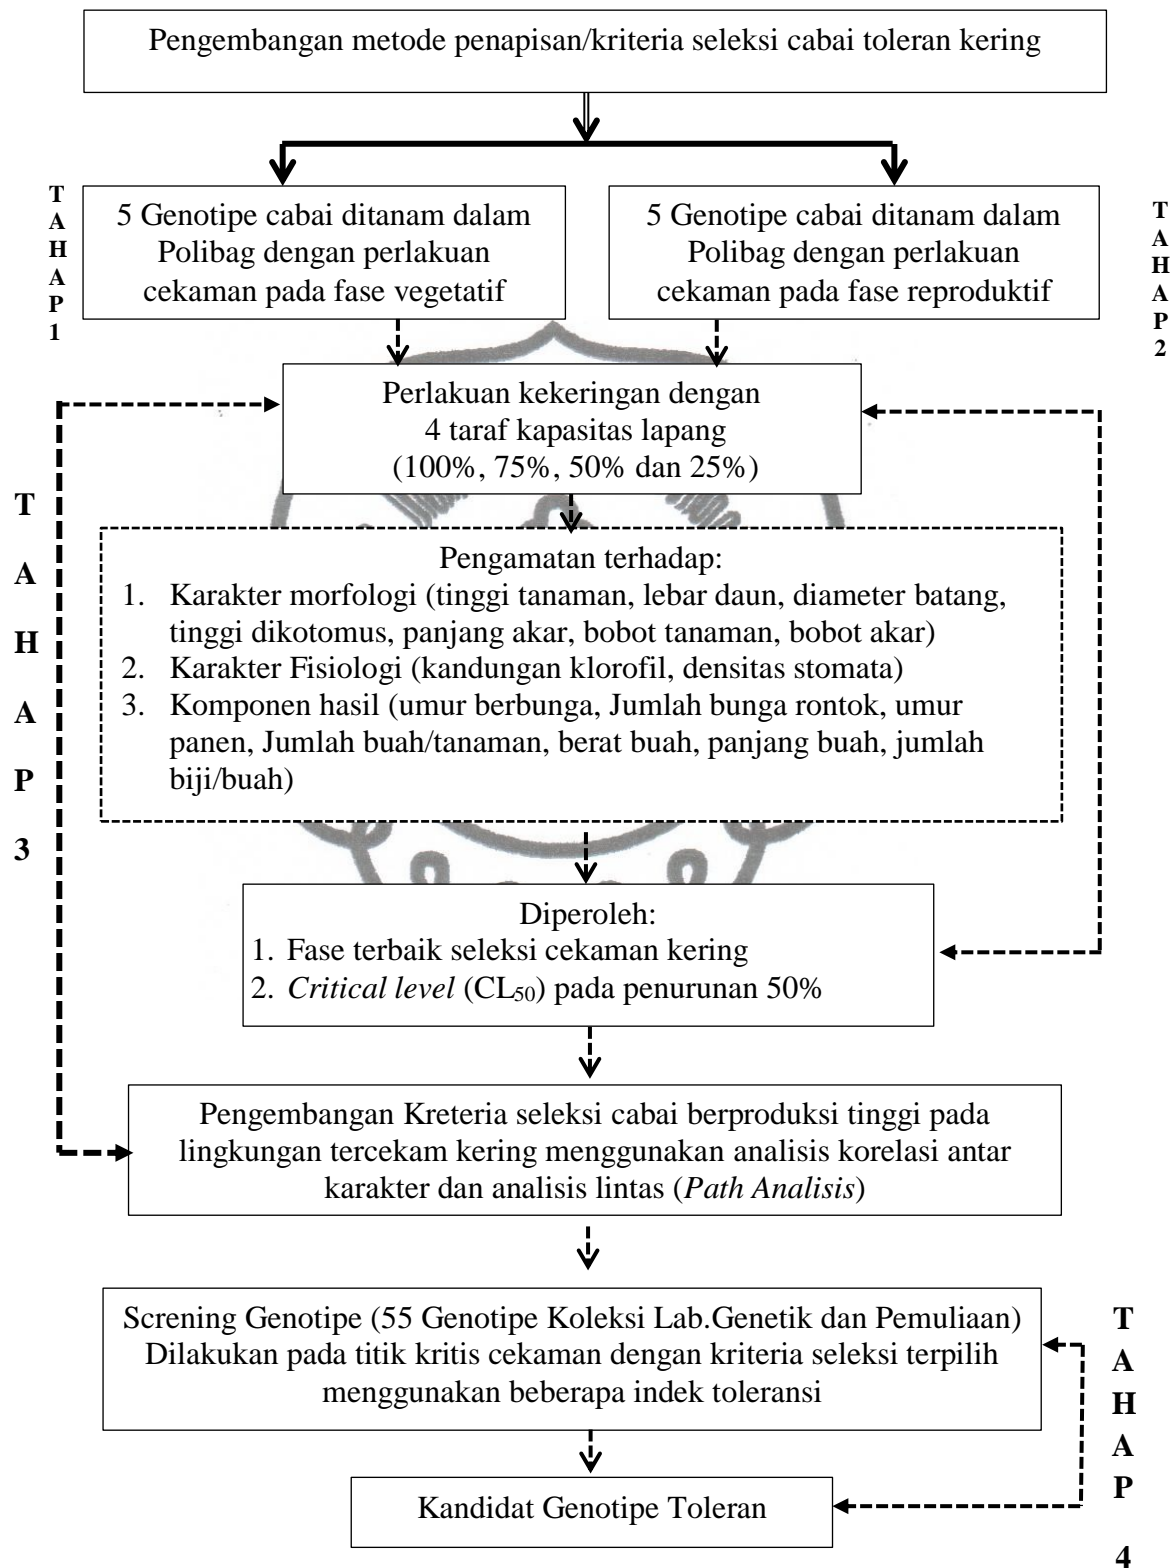 Pengembangan metode penapisan/kriteria seleksi cabai toleran kering
TAHAP 1
5 Genotipe cabai ditanam dalam
Polibag dengan perlakuan
cekaman pada fase vegetatif
5 Genotipe cabai ditanam dalam
Polibag dengan perlakuan
cekaman pada fase reproduktif
TAHAP 2
Perlakuan kekeringan dengan
4 taraf kapasitas lapang
(100%, 75%, 50% dan 25%)
TAHAP 3
Pengamatan terhadap:
1. Karakter morfologi (tinggi tanaman, lebar daun, diameter batang,
tinggi dikotomus, panjang akar, bobot tanaman, bobot akar)
2. Karakter Fisiologi (kandungan klorofil, densitas stomata)
3. Komponen hasil (umur berbunga, Jumlah bunga rontok, umur
panen, Jumlah buah/tanaman, berat buah, panjang buah, jumlah
biji/buah)
Diperoleh:
1. Fase terbaik seleksi cekaman kering
2. Critical level (CL50) pada penurunan 50%
Pengembangan Kreteria seleksi cabai berproduksi tinggi pada
lingkungan tercekam kering menggunakan analisis korelasi antar
karakter dan analisis lintas (Path Analisis)
Screning Genotipe (55 Genotipe Koleksi Lab.Genetik dan Pemuliaan)
Dilakukan pada titik kritis cekaman dengan kriteria seleksi terpilih
menggunakan beberapa indek toleransi
TAHAP 4
Kandidat Genotipe Toleran